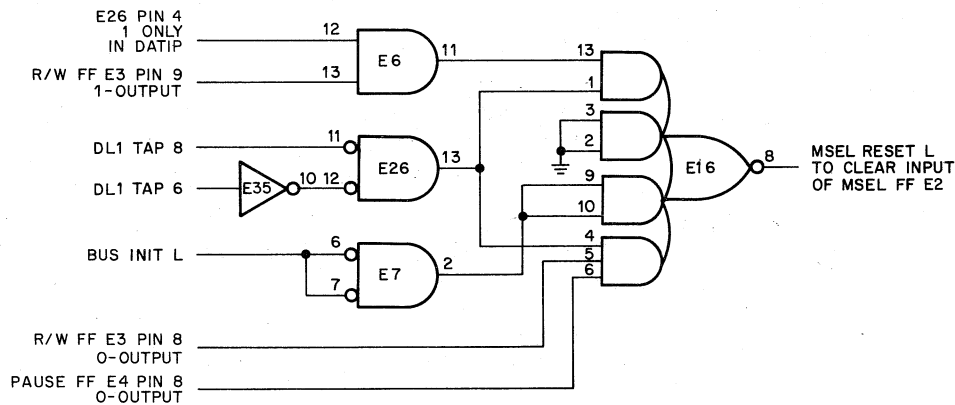 E26 PIN 4
1 ONLY
IN DATIP
12
R/W FF E3 PIN 9
1-OUTPUT
13
E6
11
13
1
DL1 TAP 8
11
DL1 TAP 6
E35
10
12
E26
13
3
2
E16
8
MSEL RESET L
TO CLEAR INPUT
OF MSEL FF E2
9
10
BUS INIT L
6
7
E7
2
4
5
6
R/W FF E3 PIN 8
0-OUTPUT
PAUSE FF E4 PIN 8
0-OUTPUT